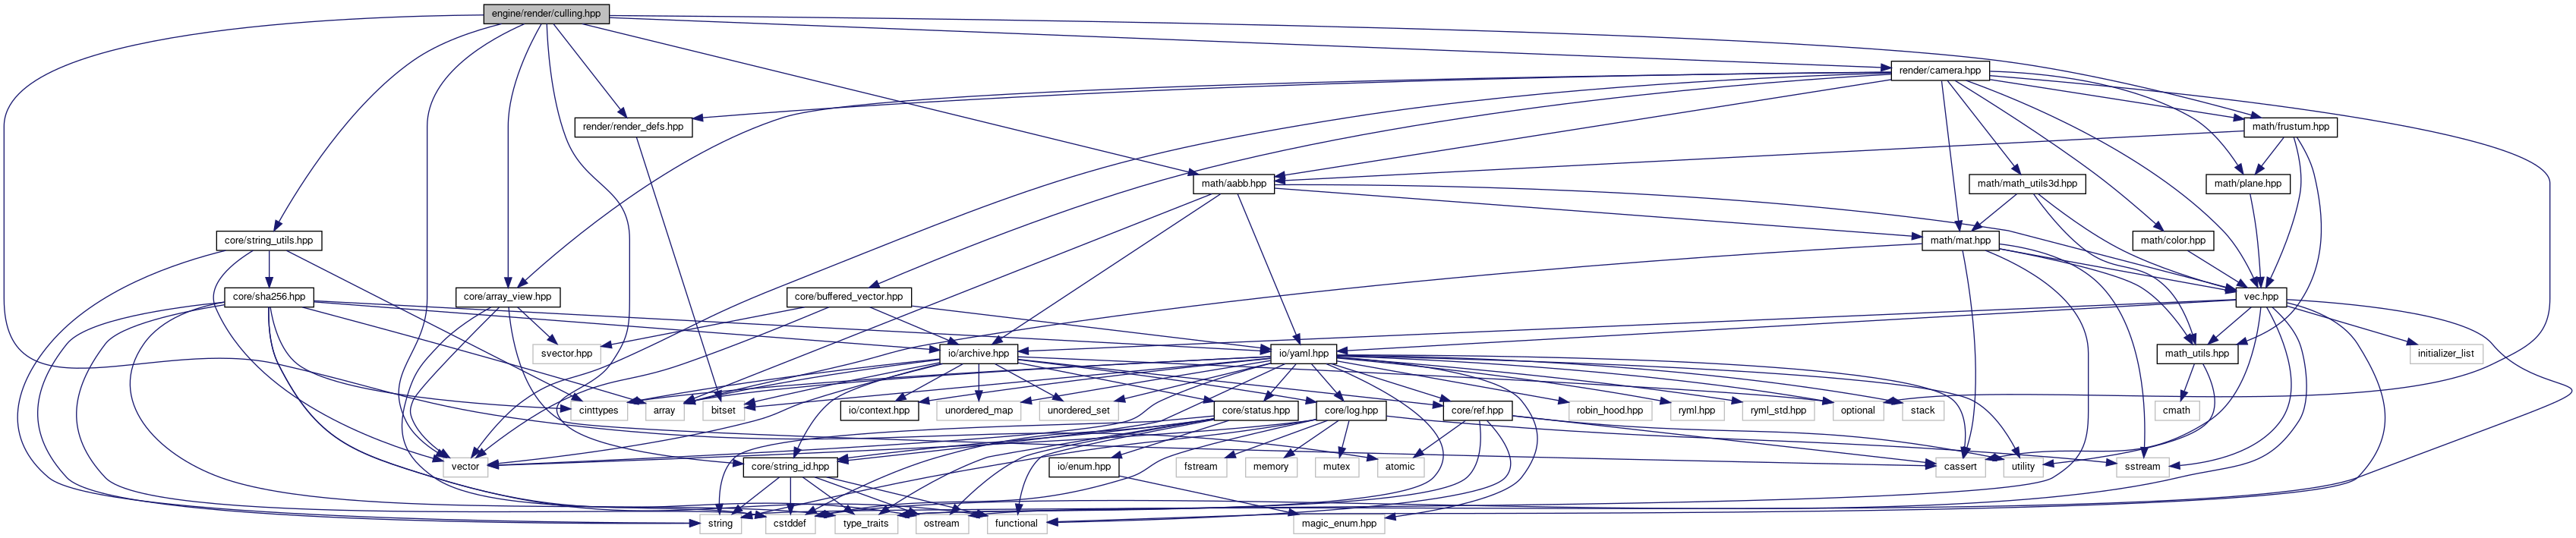 engine/render/culling.hpp
render/camera.hpp
render/render_defs.hpp
math/frustum.hpp
math/aabb.hpp
math/math_utils3d.hpp
math/plane.hpp
core/string_utils.hpp
math/mat.hpp
math/color.hpp
core/sha256.hpp
core/array_view.hpp
core/buffered_vector.hpp
vec.hpp
svector.hpp
io/archive.hpp
io/yaml.hpp
math_utils.hpp
initializer_list
cinttypes
array
bitset
io/context.hpp
unordered_map
unordered_set
core/status.hpp
core/log.hpp
core/ref.hpp
robin_hood.hpp
ryml.hpp
ryml_std.hpp
optional
stack
cmath
vector
core/string_id.hpp
io/enum.hpp
fstream
memory
mutex
atomic
cassert
utility
sstream
string
cstddef
type_traits
ostream
functional
magic_enum.hpp